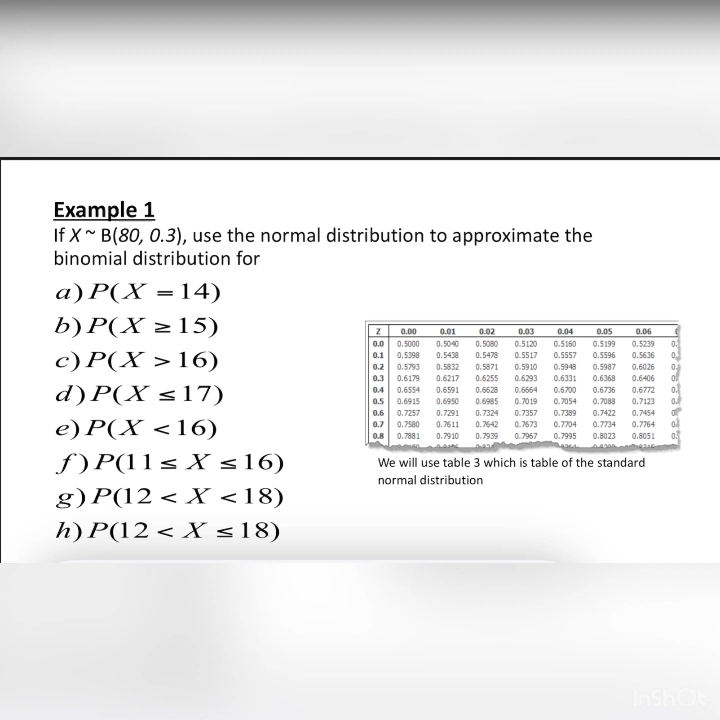 Example 1
If X ~ B(80, 0.3), use the normal distribution to approximate the
binomial distribution for
a) P(X = 14)
b) P(X ≥ 15)
c) P(X > 16)
d) P(X ≤ 17)
e) P(X < 16)
f) P(11 ≤ X ≤ 16)
g) P(12 < X < 18)
h) P(12 < X ≤ 18)
Z 0.00 0.01 0.02 0.03 0.04 0.05 0.06
0.0 0.5000 0.5040 0.5080 0.5120 0.5160 0.5199 0.5239
0.1 0.5398 0.5438 0.5478 0.5517 0.5557 0.5596 0.5636
0.2 0.5793 0.5832 0.5871 0.5910 0.5948 0.5987 0.6026
0.3 0.6179 0.6217 0.6255 0.6293 0.6331 0.6368 0.6406
0.4 0.6554 0.6591 0.6628 0.6664 0.6700 0.6736 0.6772
0.5 0.6915 0.6950 0.6985 0.7019 0.7054 0.7088 0.7123
0.6 0.7257 0.7291 0.7324 0.7357 0.7389 0.7422 0.7454
0.7 0.7580 0.7611 0.7642 0.7673 0.7704 0.7734 0.7764
0.8 0.7881 0.7910 0.7939 0.7967 0.7995 0.8023 0.8051
We will use table 3 which is table of the standard
normal distribution
InShOt